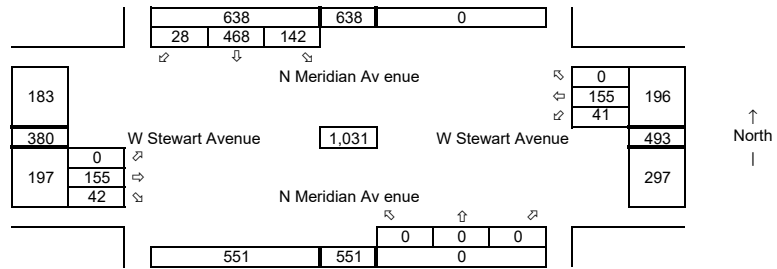 638 638 0
28 468 142
⬃ ⇩ ⬂
N Meridian Av enue
⬁ 0
183
⇦ 155 196
⬃ 41
↑
380 W Stewart Avenue 1,031 W Stewart Avenue 493 North
0 ⬀
|
197 155 ⇨ 297
42 ⬂
N Meridian Av enue
⬁ ⇧ ⬀
0 0 0
551 551 0